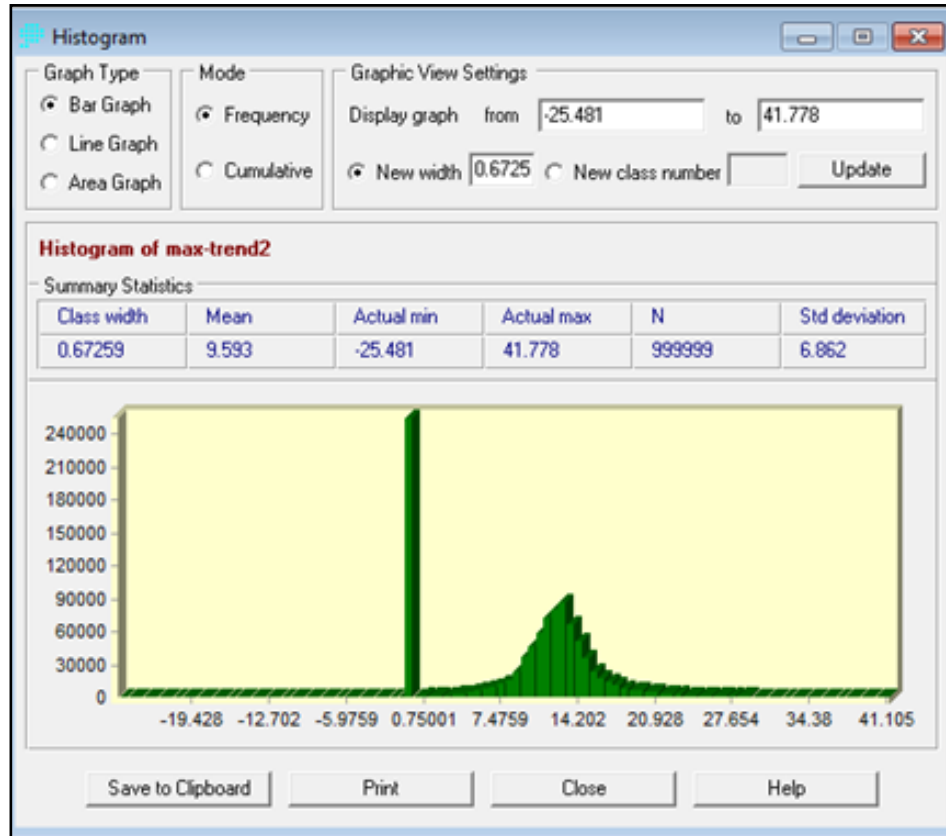 Histogram
Graph Type
Bar Graph
Line Graph
Area Graph
Mode
Frequency
Cumulative
Graphic View Settings
Display graph from -25.481 to 41.778
New width 0.6725 New class number Update
Histogram of max-trend2
Summary Statistics
Class width Mean Actual min Actual max N Std deviation
0.67259 9.593 -25.481 41.778 999999 6.862
240000
210000
180000
150000
120000
90000
60000
30000
0
-19.428 -12.702 -5.9759 0.75001 7.4759 14.202 20.928 27.654 34.38 41.105
Save to Clipboard Print Close Help